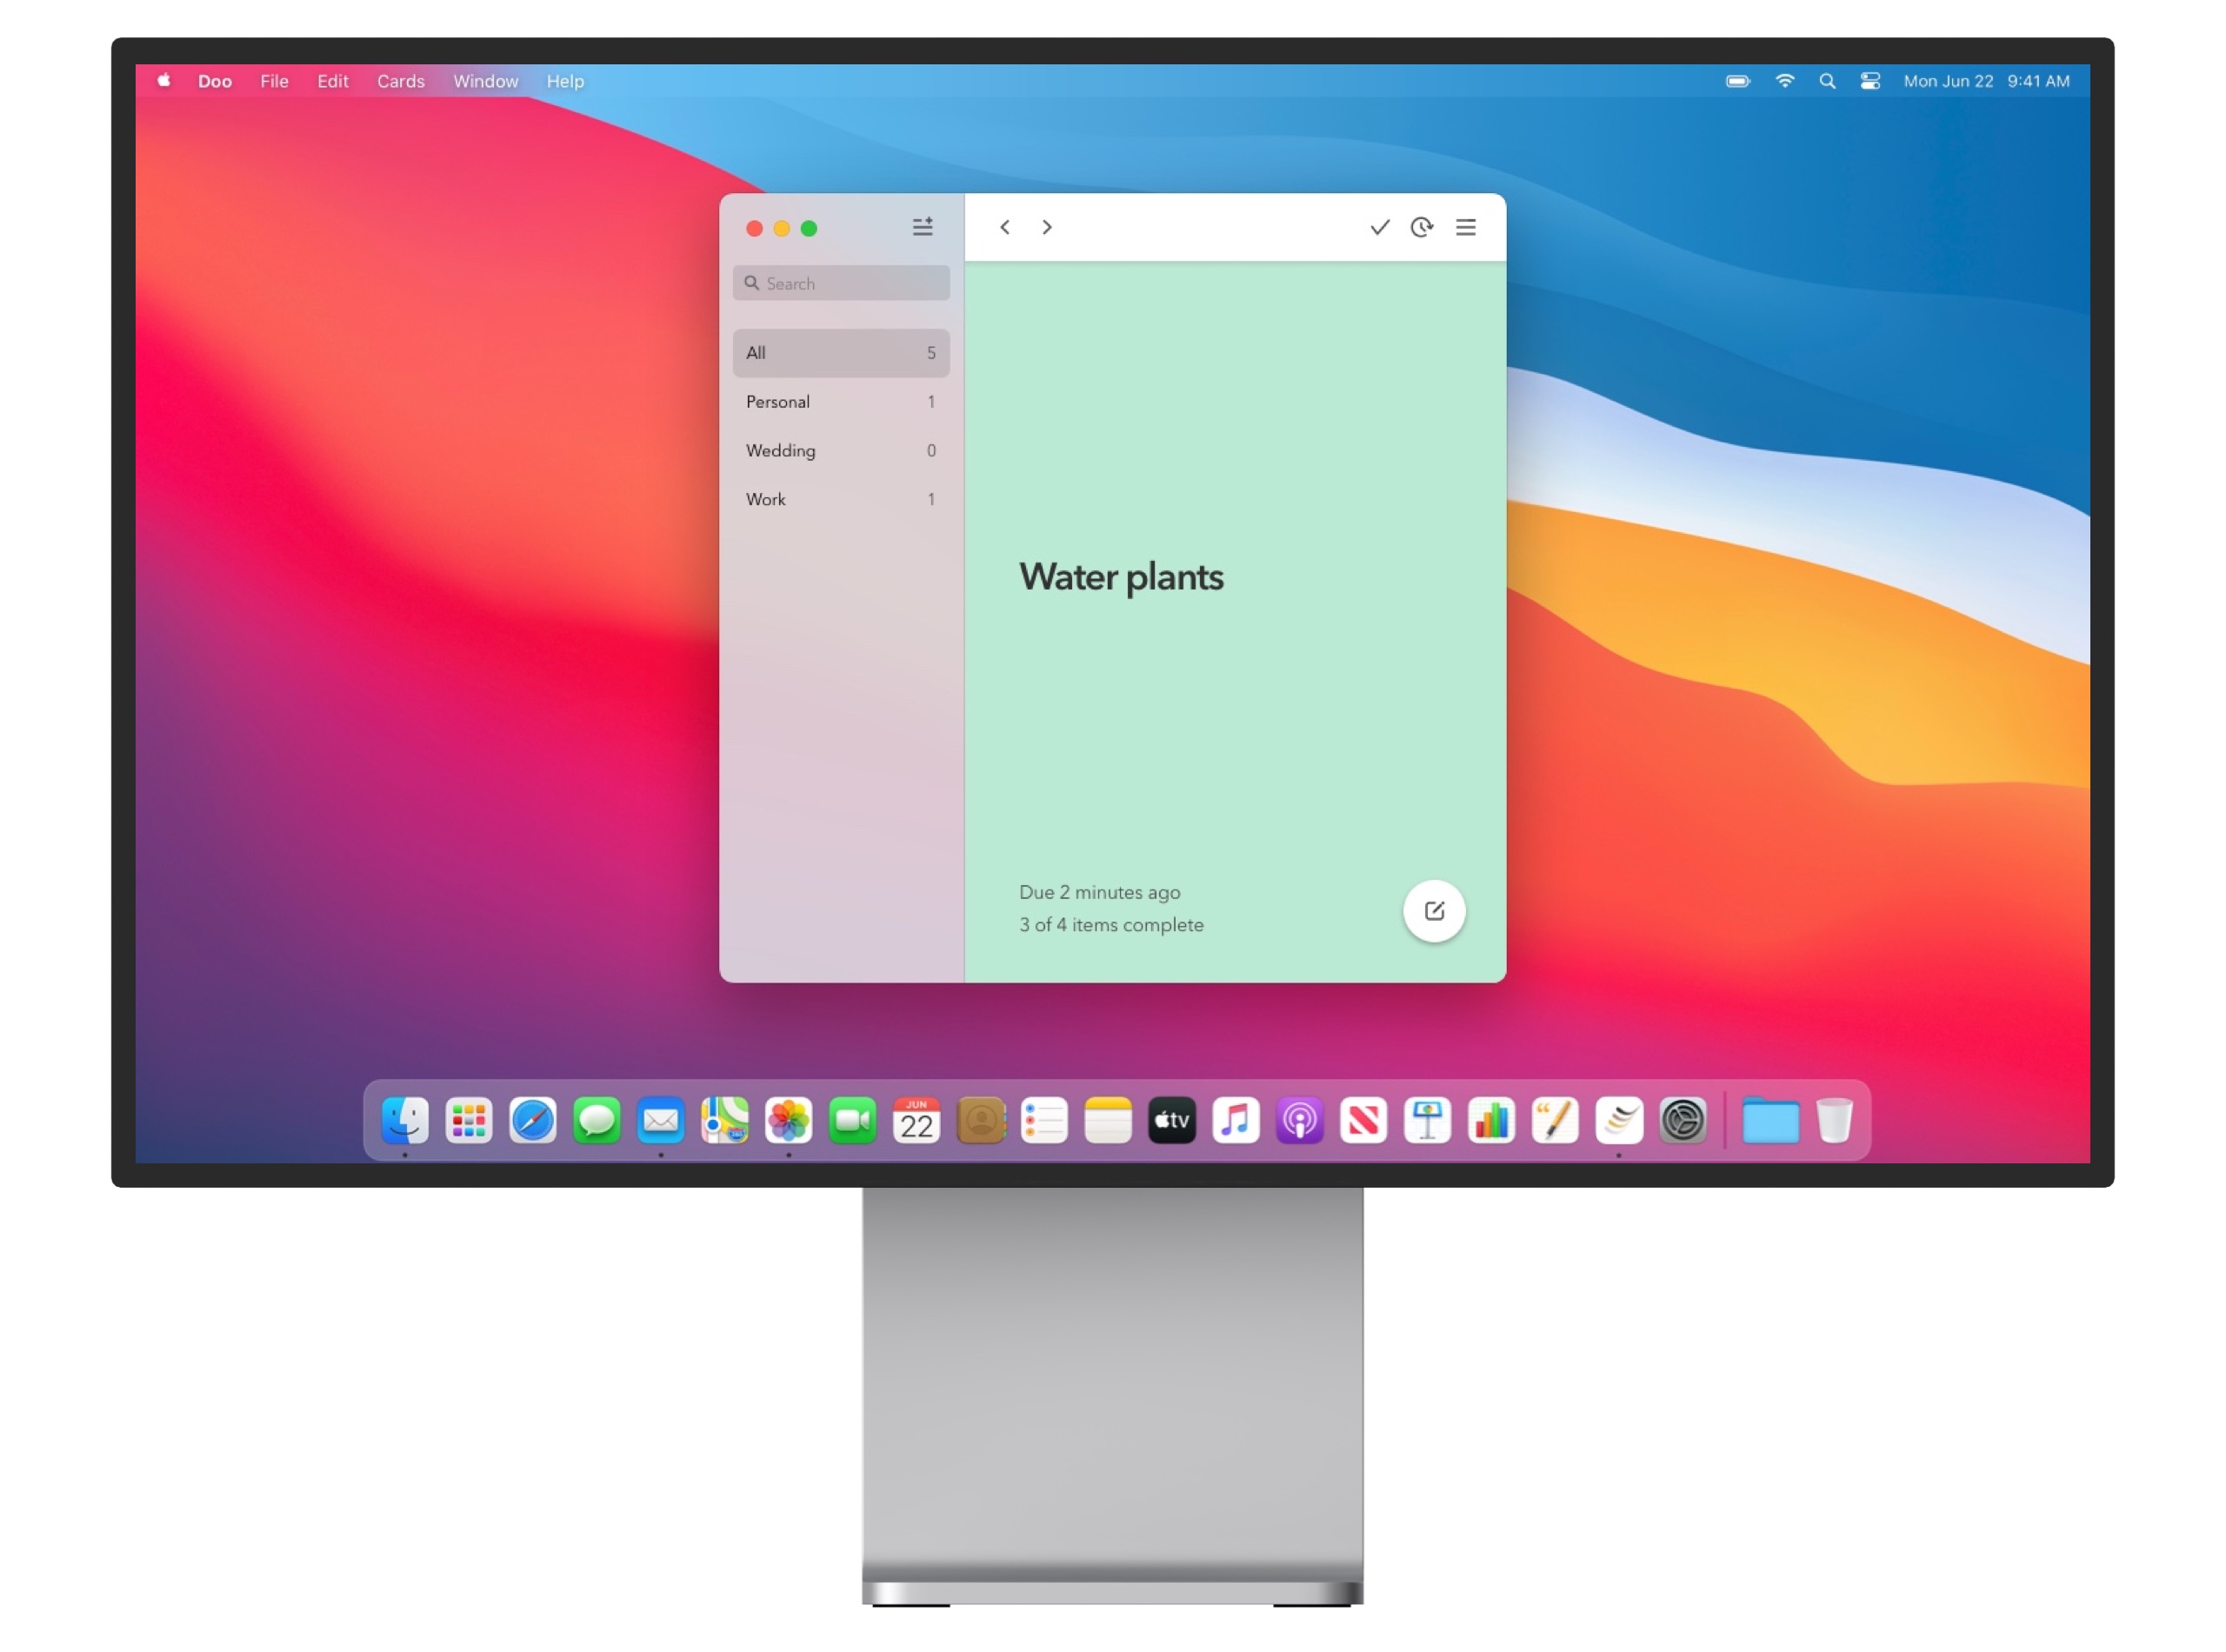 Doo File Edit Cards Window Help Mon Jun 22 9:41 AM
Search
All 5
Personal 1
Wedding 0
Work 1
Water plants
Due 2 minutes ago
3 of 4 items complete
JUN
22
tv